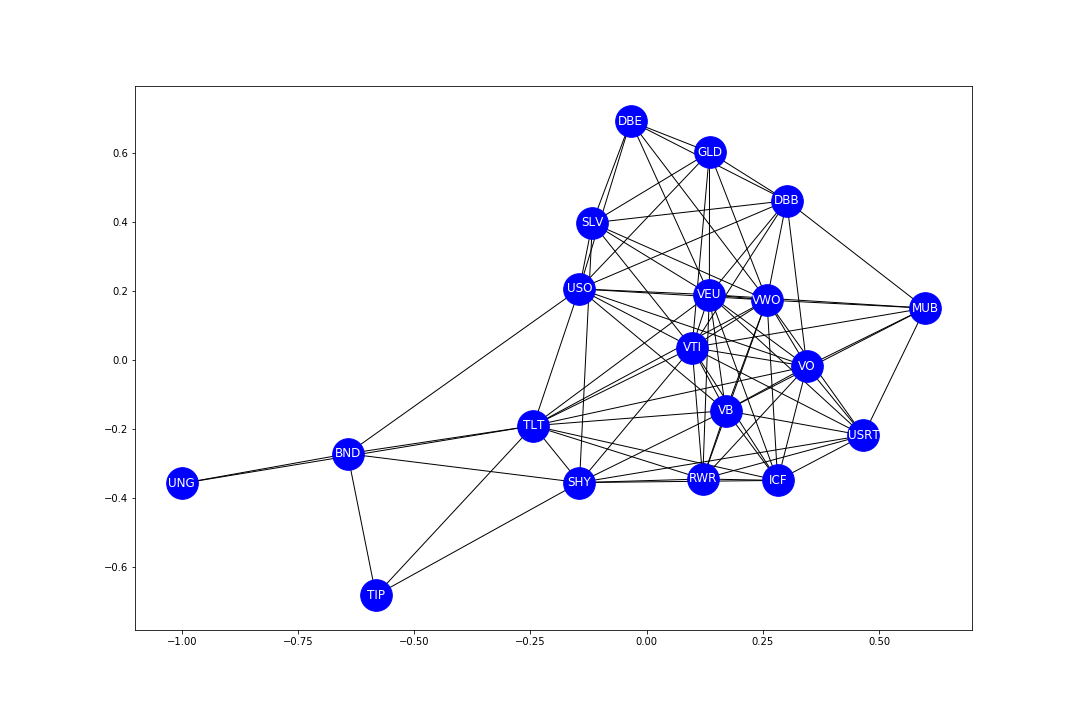 DBE
GLD
0.6
DBB
0.4
SLV
0.2
USO
VEU
VWO
MUB
VTI
0.0
VO
VB
−0.2
TLT
USRT
BND
UNG
SHY
RWR
ICF
−0.4
−0.6
TIP
−1.00
−0.75
−0.50
−0.25
0.00
0.25
0.50